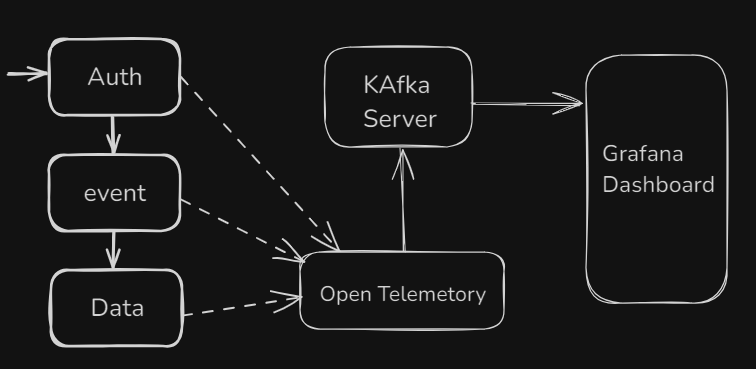 Auth
event
Data
KAfka
Server
Open Telemetory
Grafana
Dashboard